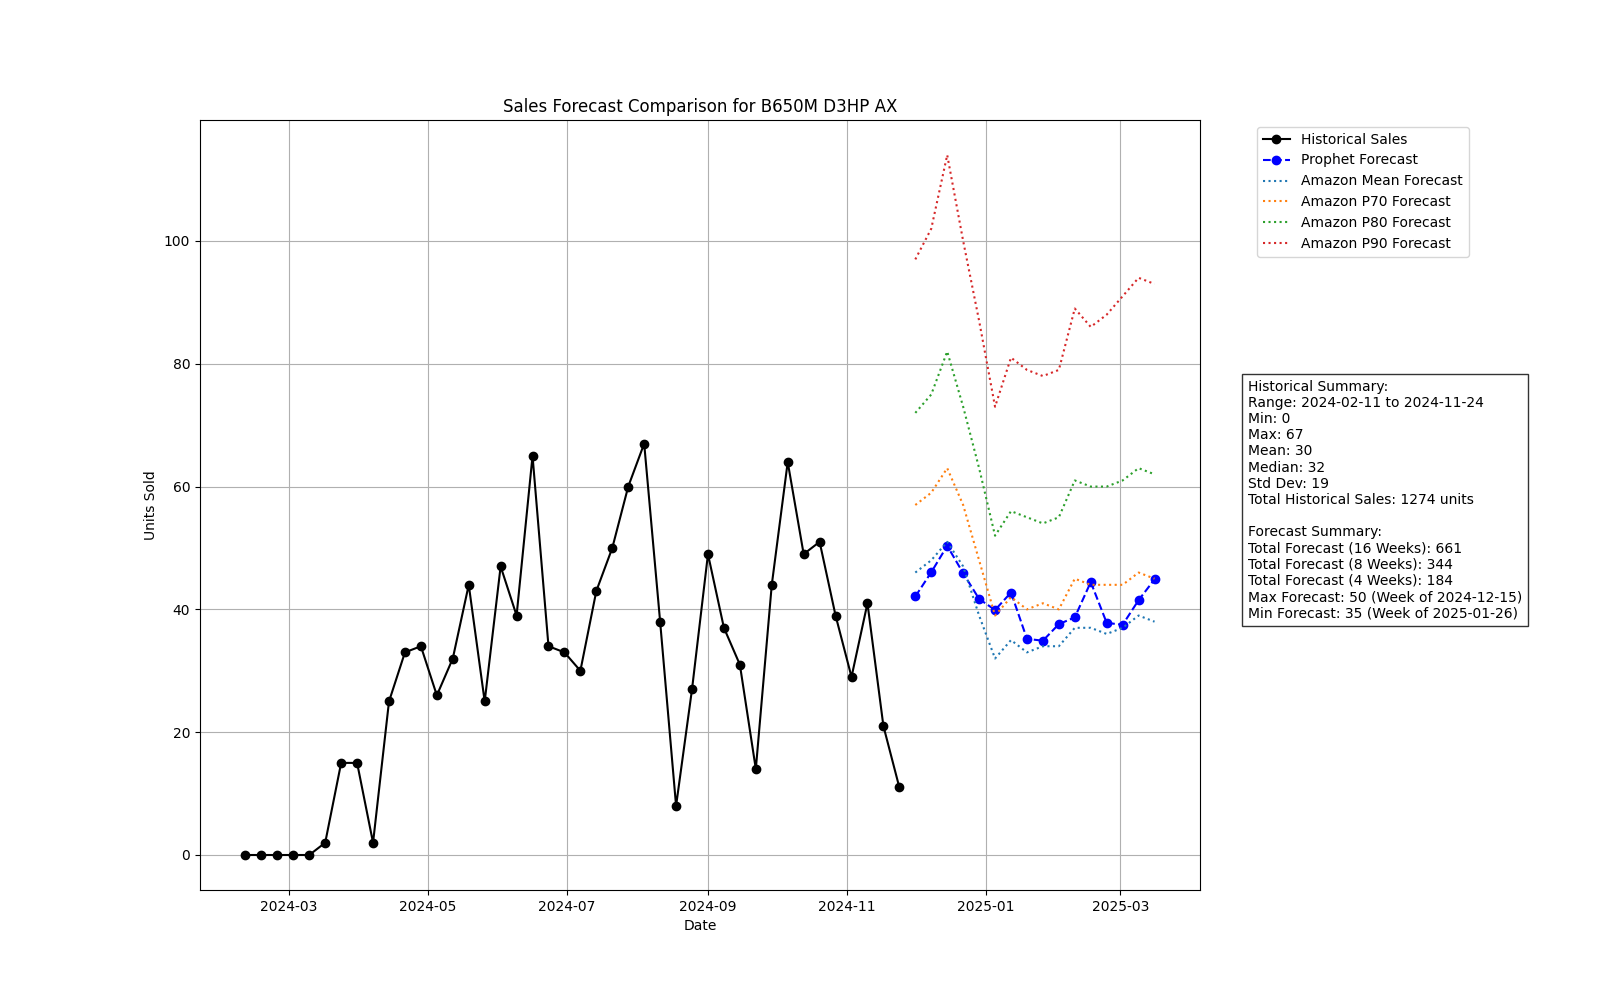 Sales Forecast Comparison for B650M D3HP AX
Historical Sales
Prophet Forecast
Amazon Mean Forecast
Amazon P70 Forecast
Amazon P80 Forecast
Amazon P90 Forecast
Units Sold
100
80
60
40
20
0
2024-03
2024-05
2024-07
2024-09
2024-11
2025-01
2025-03
Date
Historical Summary:
Range: 2024-02-11 to 2024-11-24
Min: 0
Max: 67
Mean: 30
Median: 32
Std Dev: 19
Total Historical Sales: 1274 units
Forecast Summary:
Total Forecast (16 Weeks): 661
Total Forecast (8 Weeks): 344
Total Forecast (4 Weeks): 184
Max Forecast: 50 (Week of 2024-12-15)
Min Forecast: 35 (Week of 2025-01-26)